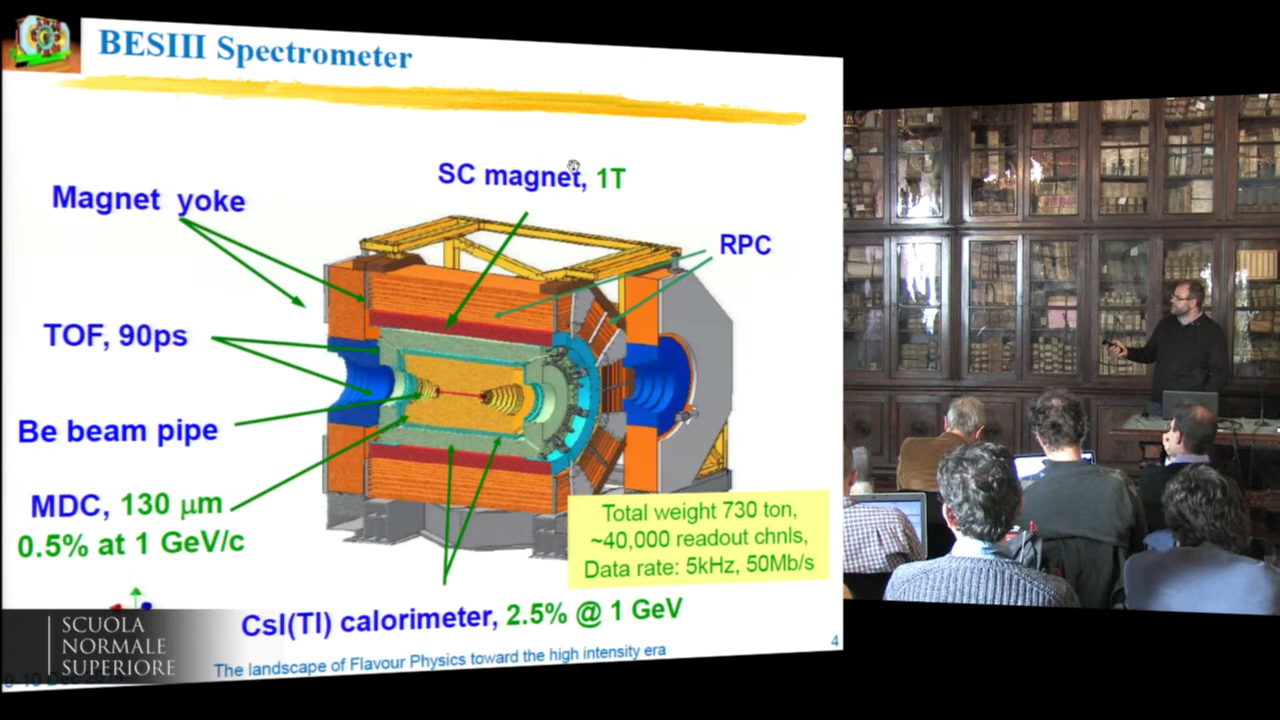 BESIII Spectrometer
SC magnet, 1T
Magnet yoke
RPC
TOF, 90ps
Be beam pipe
MDC, 130 μm
0.5% at 1 GeV/c
Total weight 730 ton,
~40,000 readout chnls,
Data rate: 5kHz, 50Mb/s
CsI(Tl) calorimeter, 2.5% @ 1 GeV
SCUOLA
NORMALE
SUPERIORE
The landscape of Flavour Physics toward the high intensity era
4